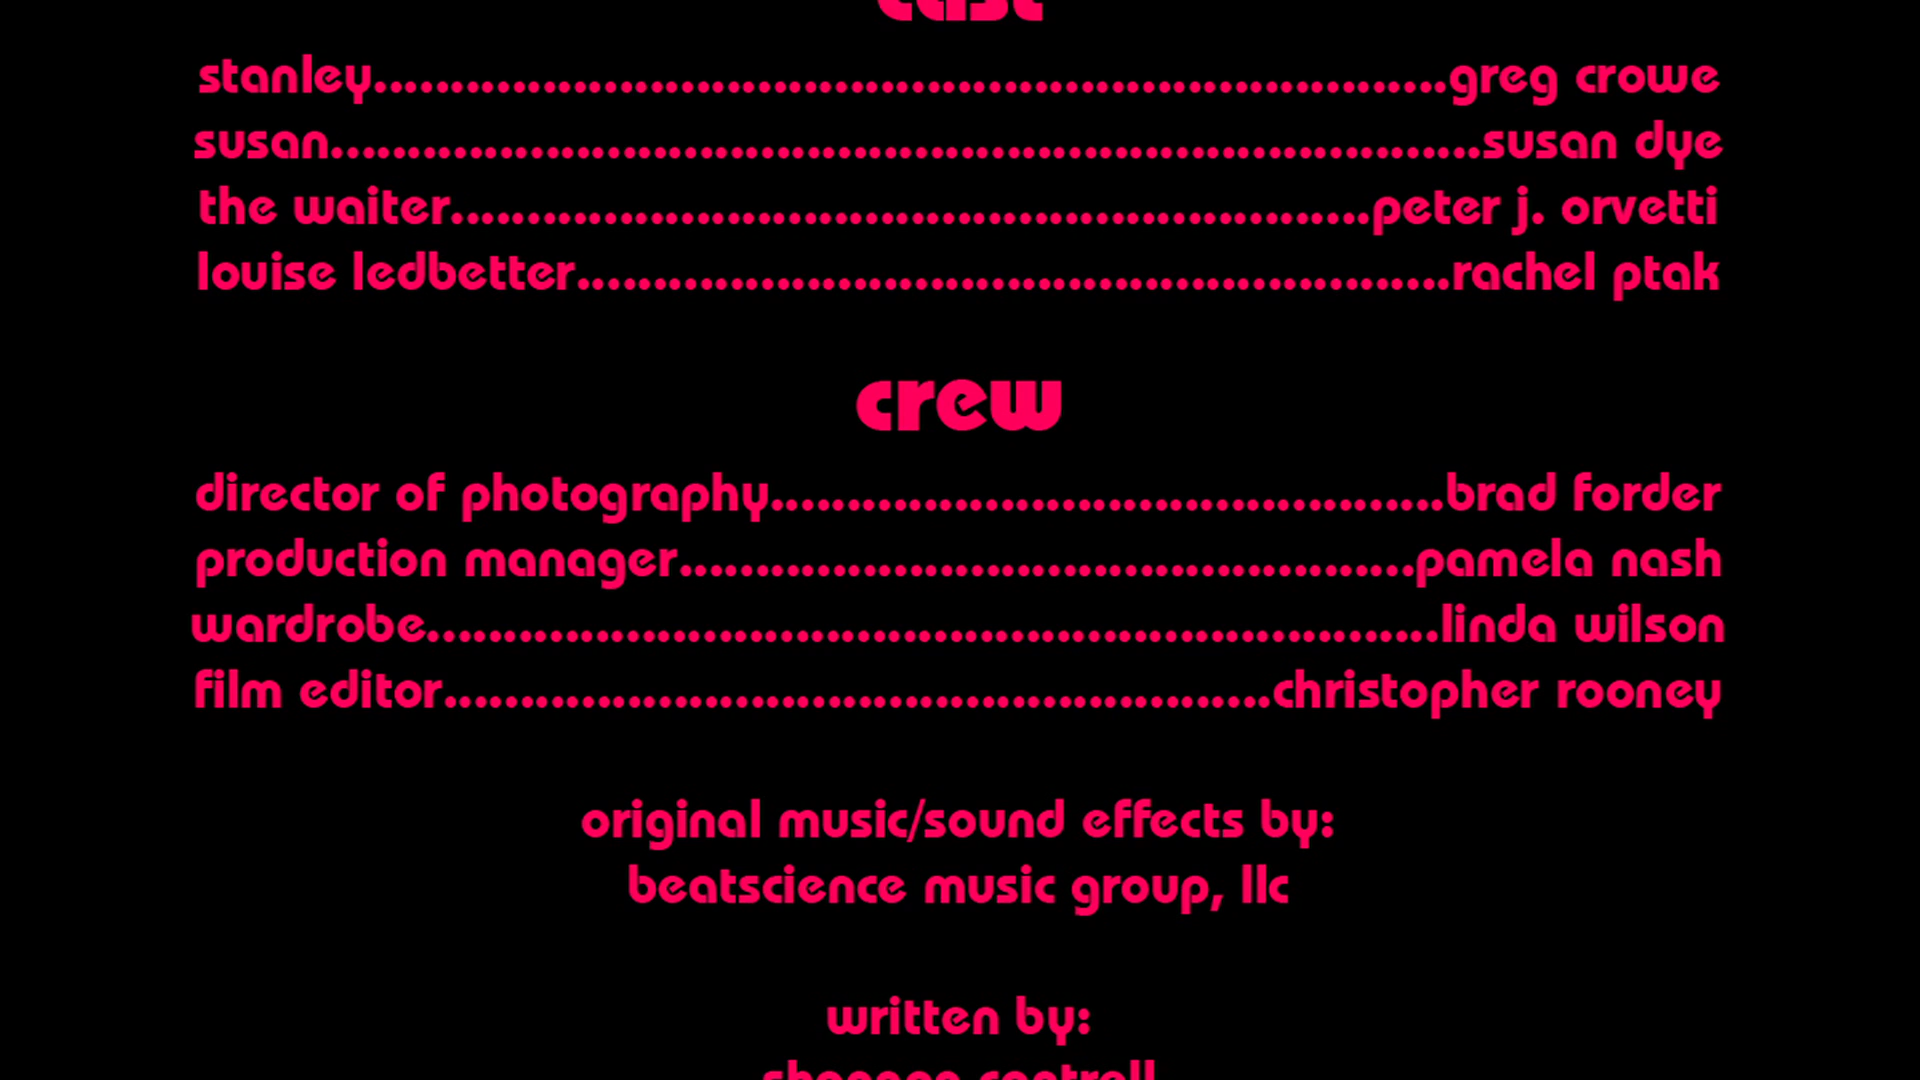 cast
stanley......................................................................greg crowe
susan...........................................................................susan dye
the waiter............................................................peter j. orvetti
louise ledbetter.........................................................rachel ptak
crew
director of photography............................................brad forder
production manager................................................pamela nash
wardrobe..................................................................linda wilson
film editor......................................................christopher rooney
original music/sound effects by:
beatscience music group, llc
written by: